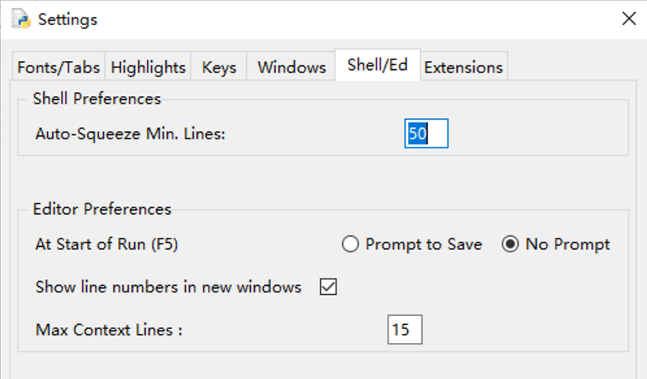 Settings
Fonts/Tabs Highlights Keys Windows Shell/Ed Extensions
Shell Preferences
Auto-Squeeze Min. Lines: 50
Editor Preferences
At Start of Run (F5) Prompt to Save No Prompt
Show line numbers in new windows
Max Context Lines : 15